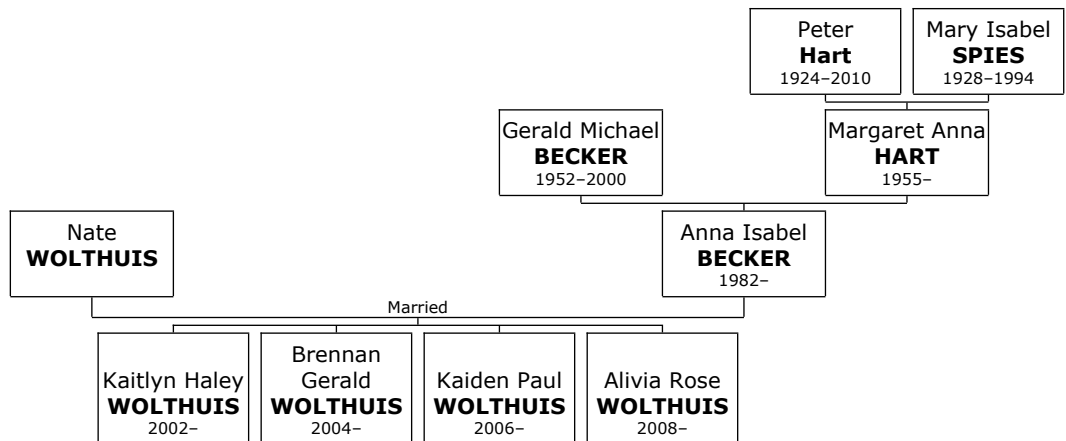 Peter
Hart
1924–2010
Mary Isabel
SPIES
1928–1994
Gerald Michael
BECKER
1952–2000
Margaret Anna
HART
1955–
Nate
WOLTHUIS
Anna Isabel
BECKER
1982–
Married
Kaitlyn Haley
WOLTHUIS
2002–
Brennan
Gerald
WOLTHUIS
2004–
Kaiden Paul
WOLTHUIS
2006–
Alivia Rose
WOLTHUIS
2008–